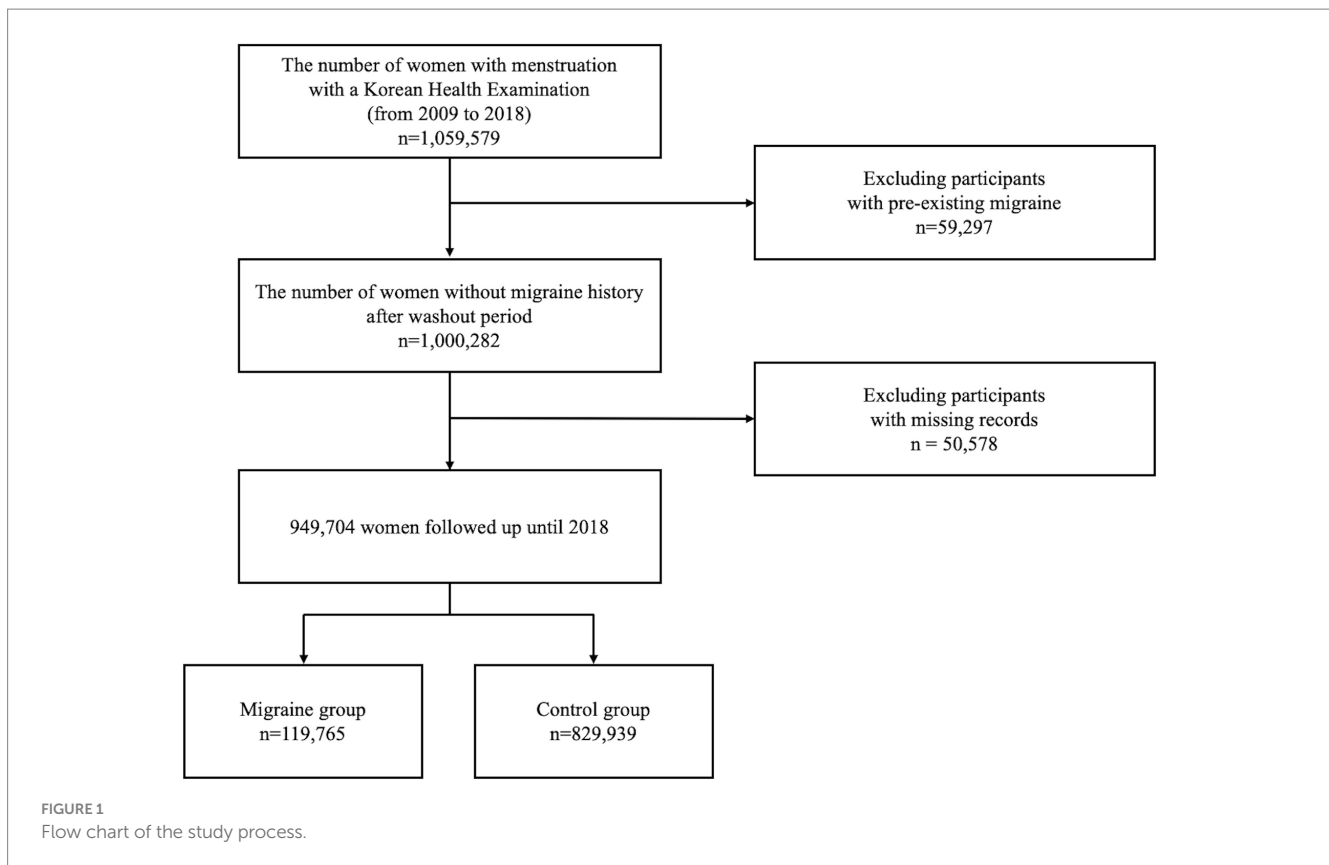 The number of women with menstruation
with a Korean Health Examination
(from 2009 to 2018)
n=1,059,579
Excluding participants
with pre-existing migraine
n=59,297
The number of women without migraine history
after washout period
n=1,000,282
Excluding participants
with missing records
n = 50,578
949,704 women followed up until 2018
Migraine group
n=119,765
Control group
n=829,939
FIGURE 1
Flow chart of the study process.